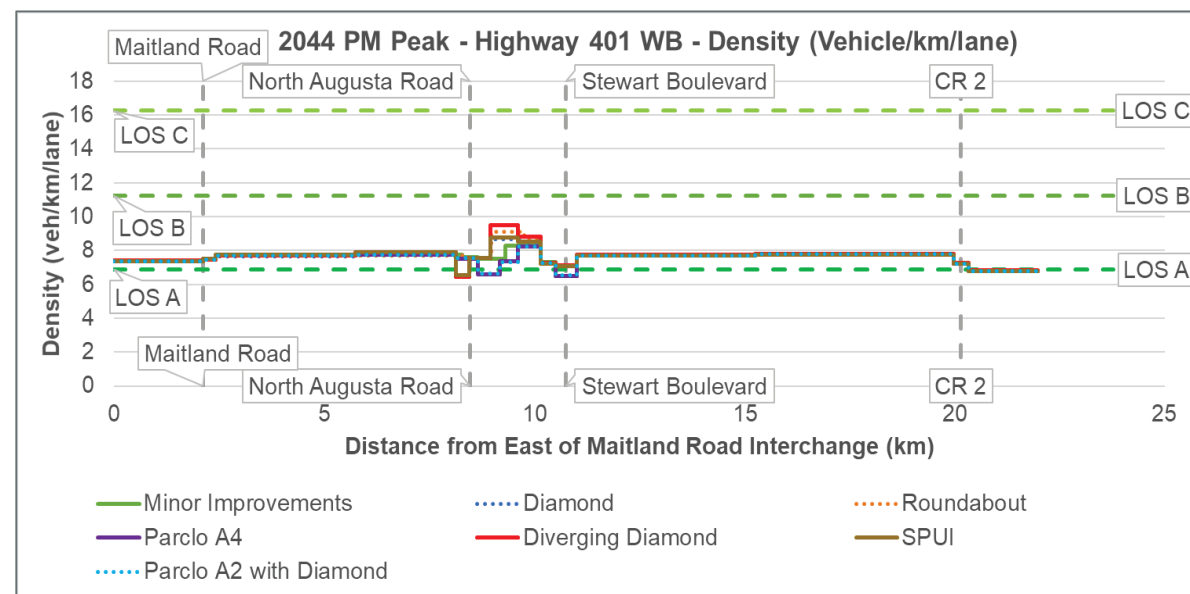 2044 PM Peak - Highway 401 WB - Density (Vehicle/km/lane)
Maitland Road
North Augusta Road
Stewart Boulevard
CR 2
Density (veh/km/lane)
18
16
14
12
10
8
6
4
2
0
LOS C
LOS C
LOS B
LOS B
LOS A
LOS A
Maitland Road
North Augusta Road
Stewart Boulevard
CR 2
0 5 10 15 20 25
Distance from East of Maitland Road Interchange (km)
Minor Improvements Diamond Roundabout
Parclo A4 Diverging Diamond SPUI
Parclo A2 with Diamond